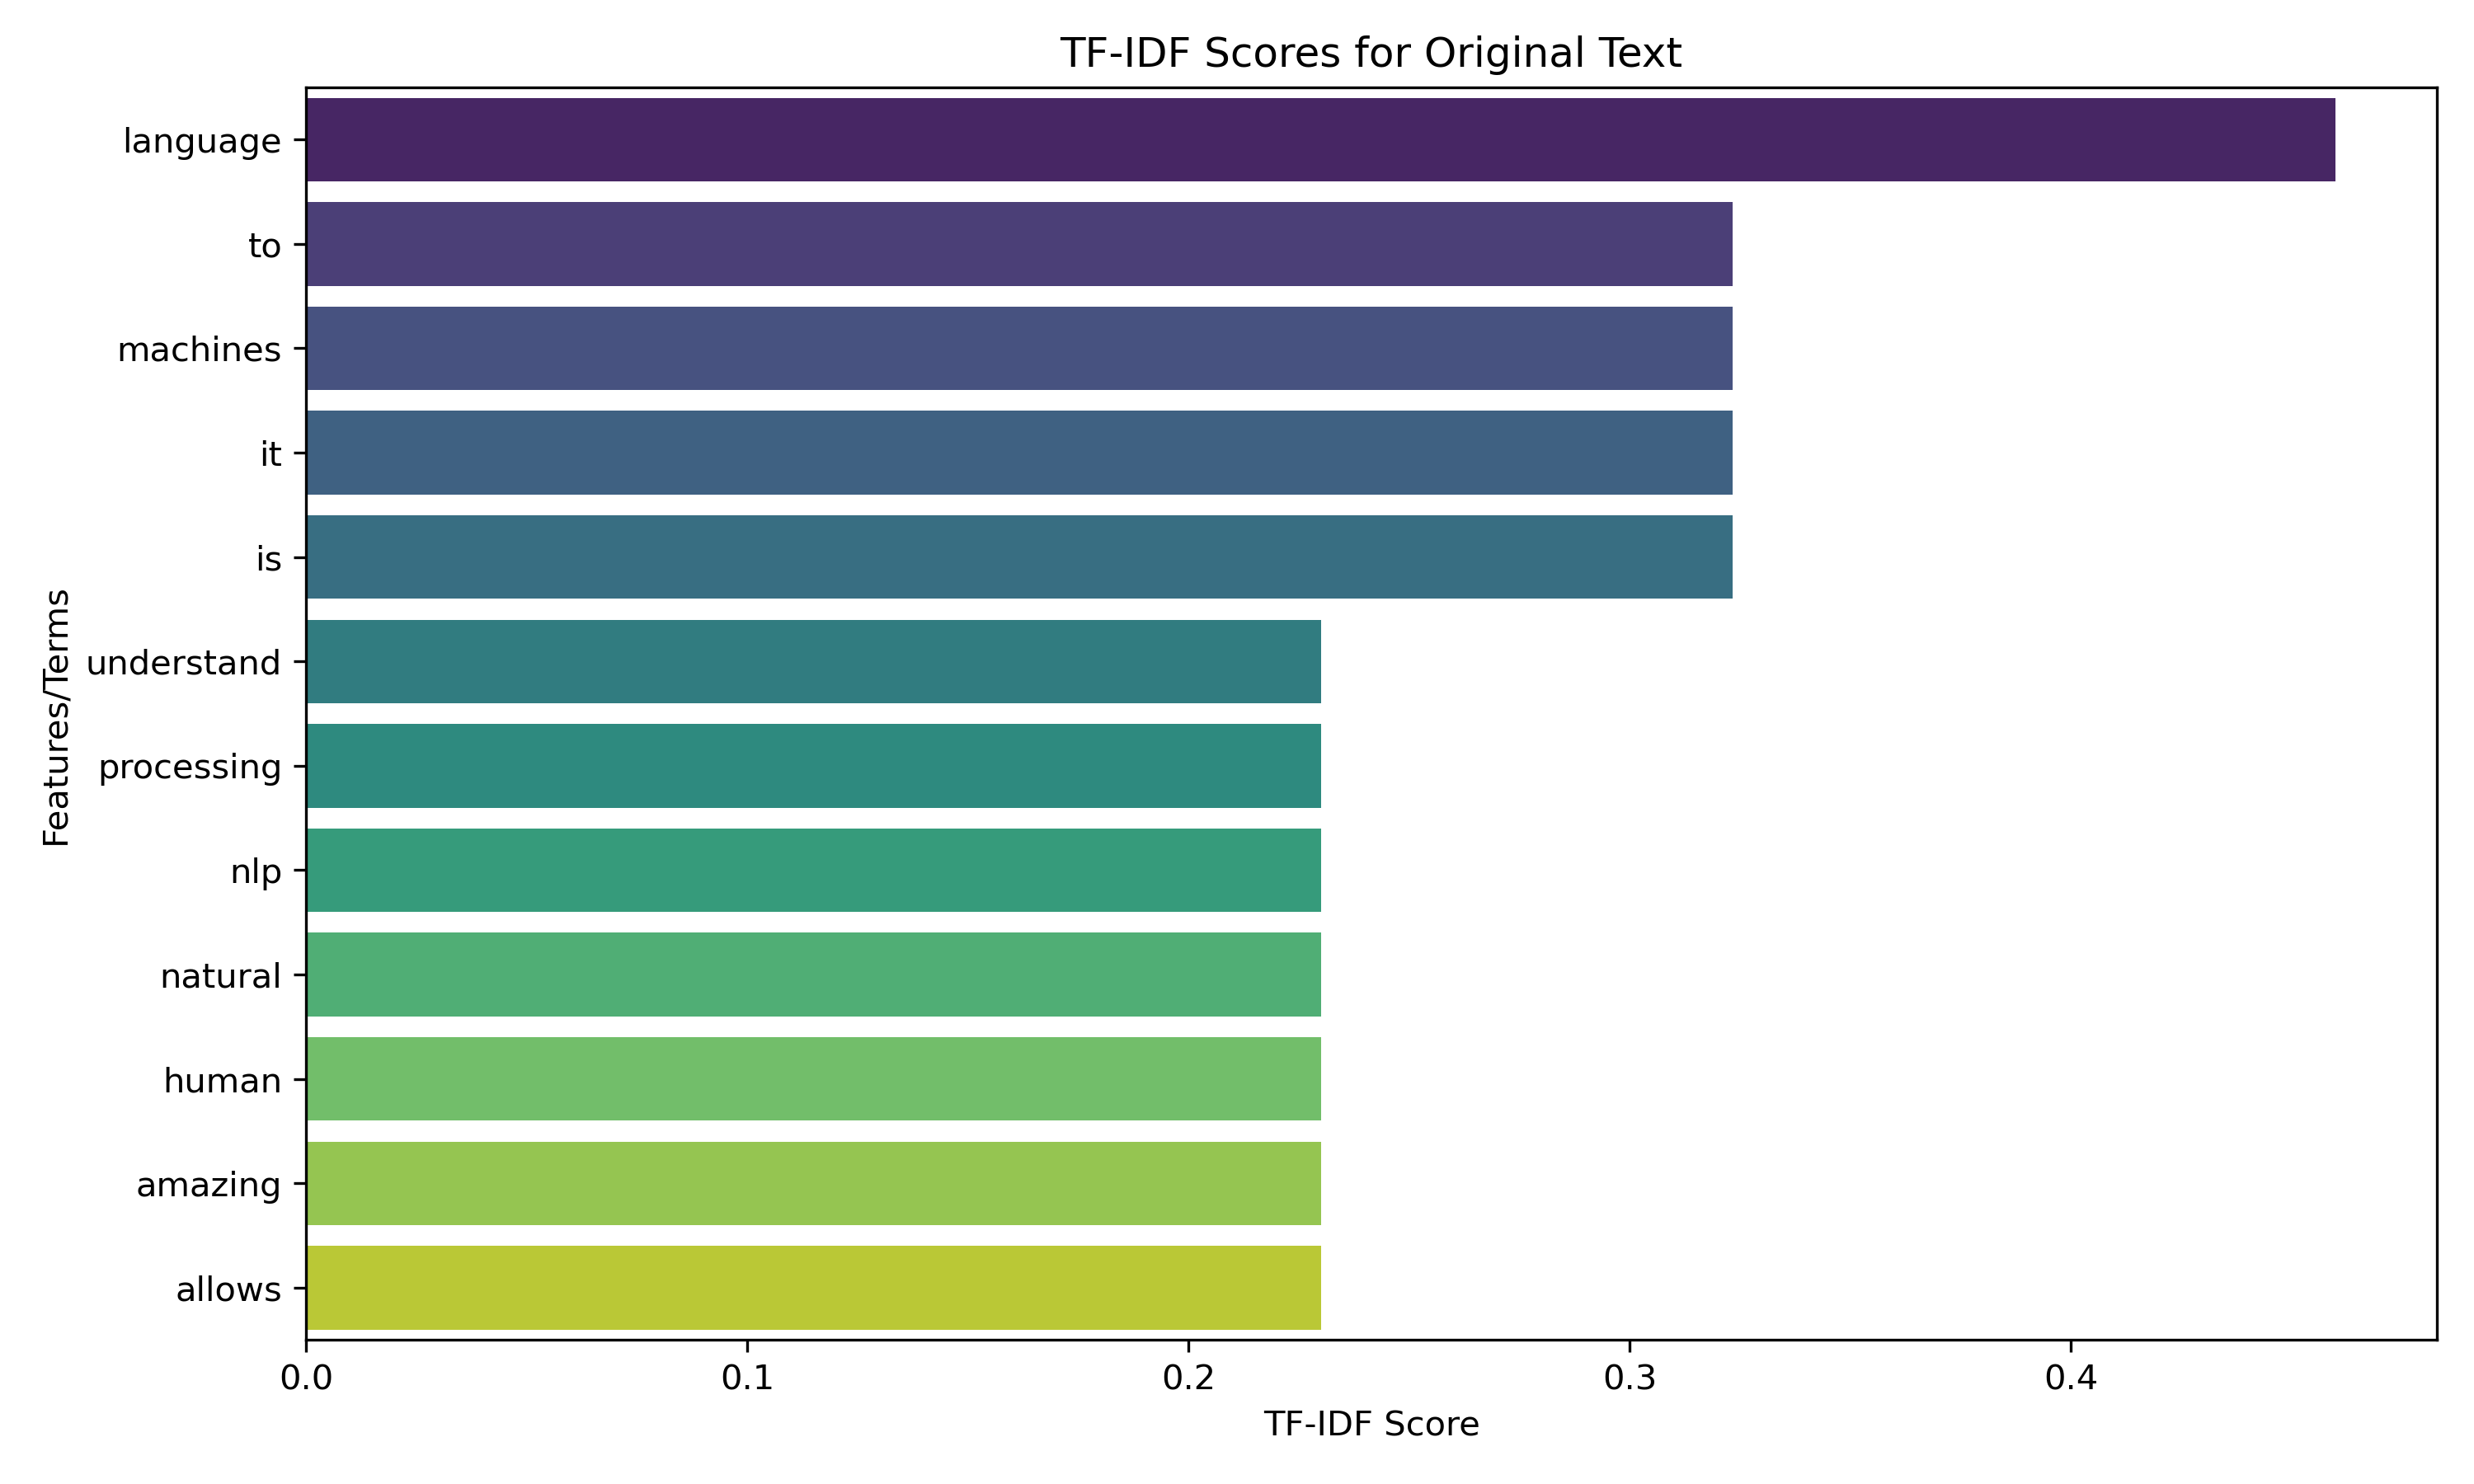 TF-IDF Scores for Original Text
language
to
machines
it
is
understand
processing
nlp
natural
human
amazing
allows
Features/Terms
0.0 0.1 0.2 0.3 0.4
TF-IDF Score